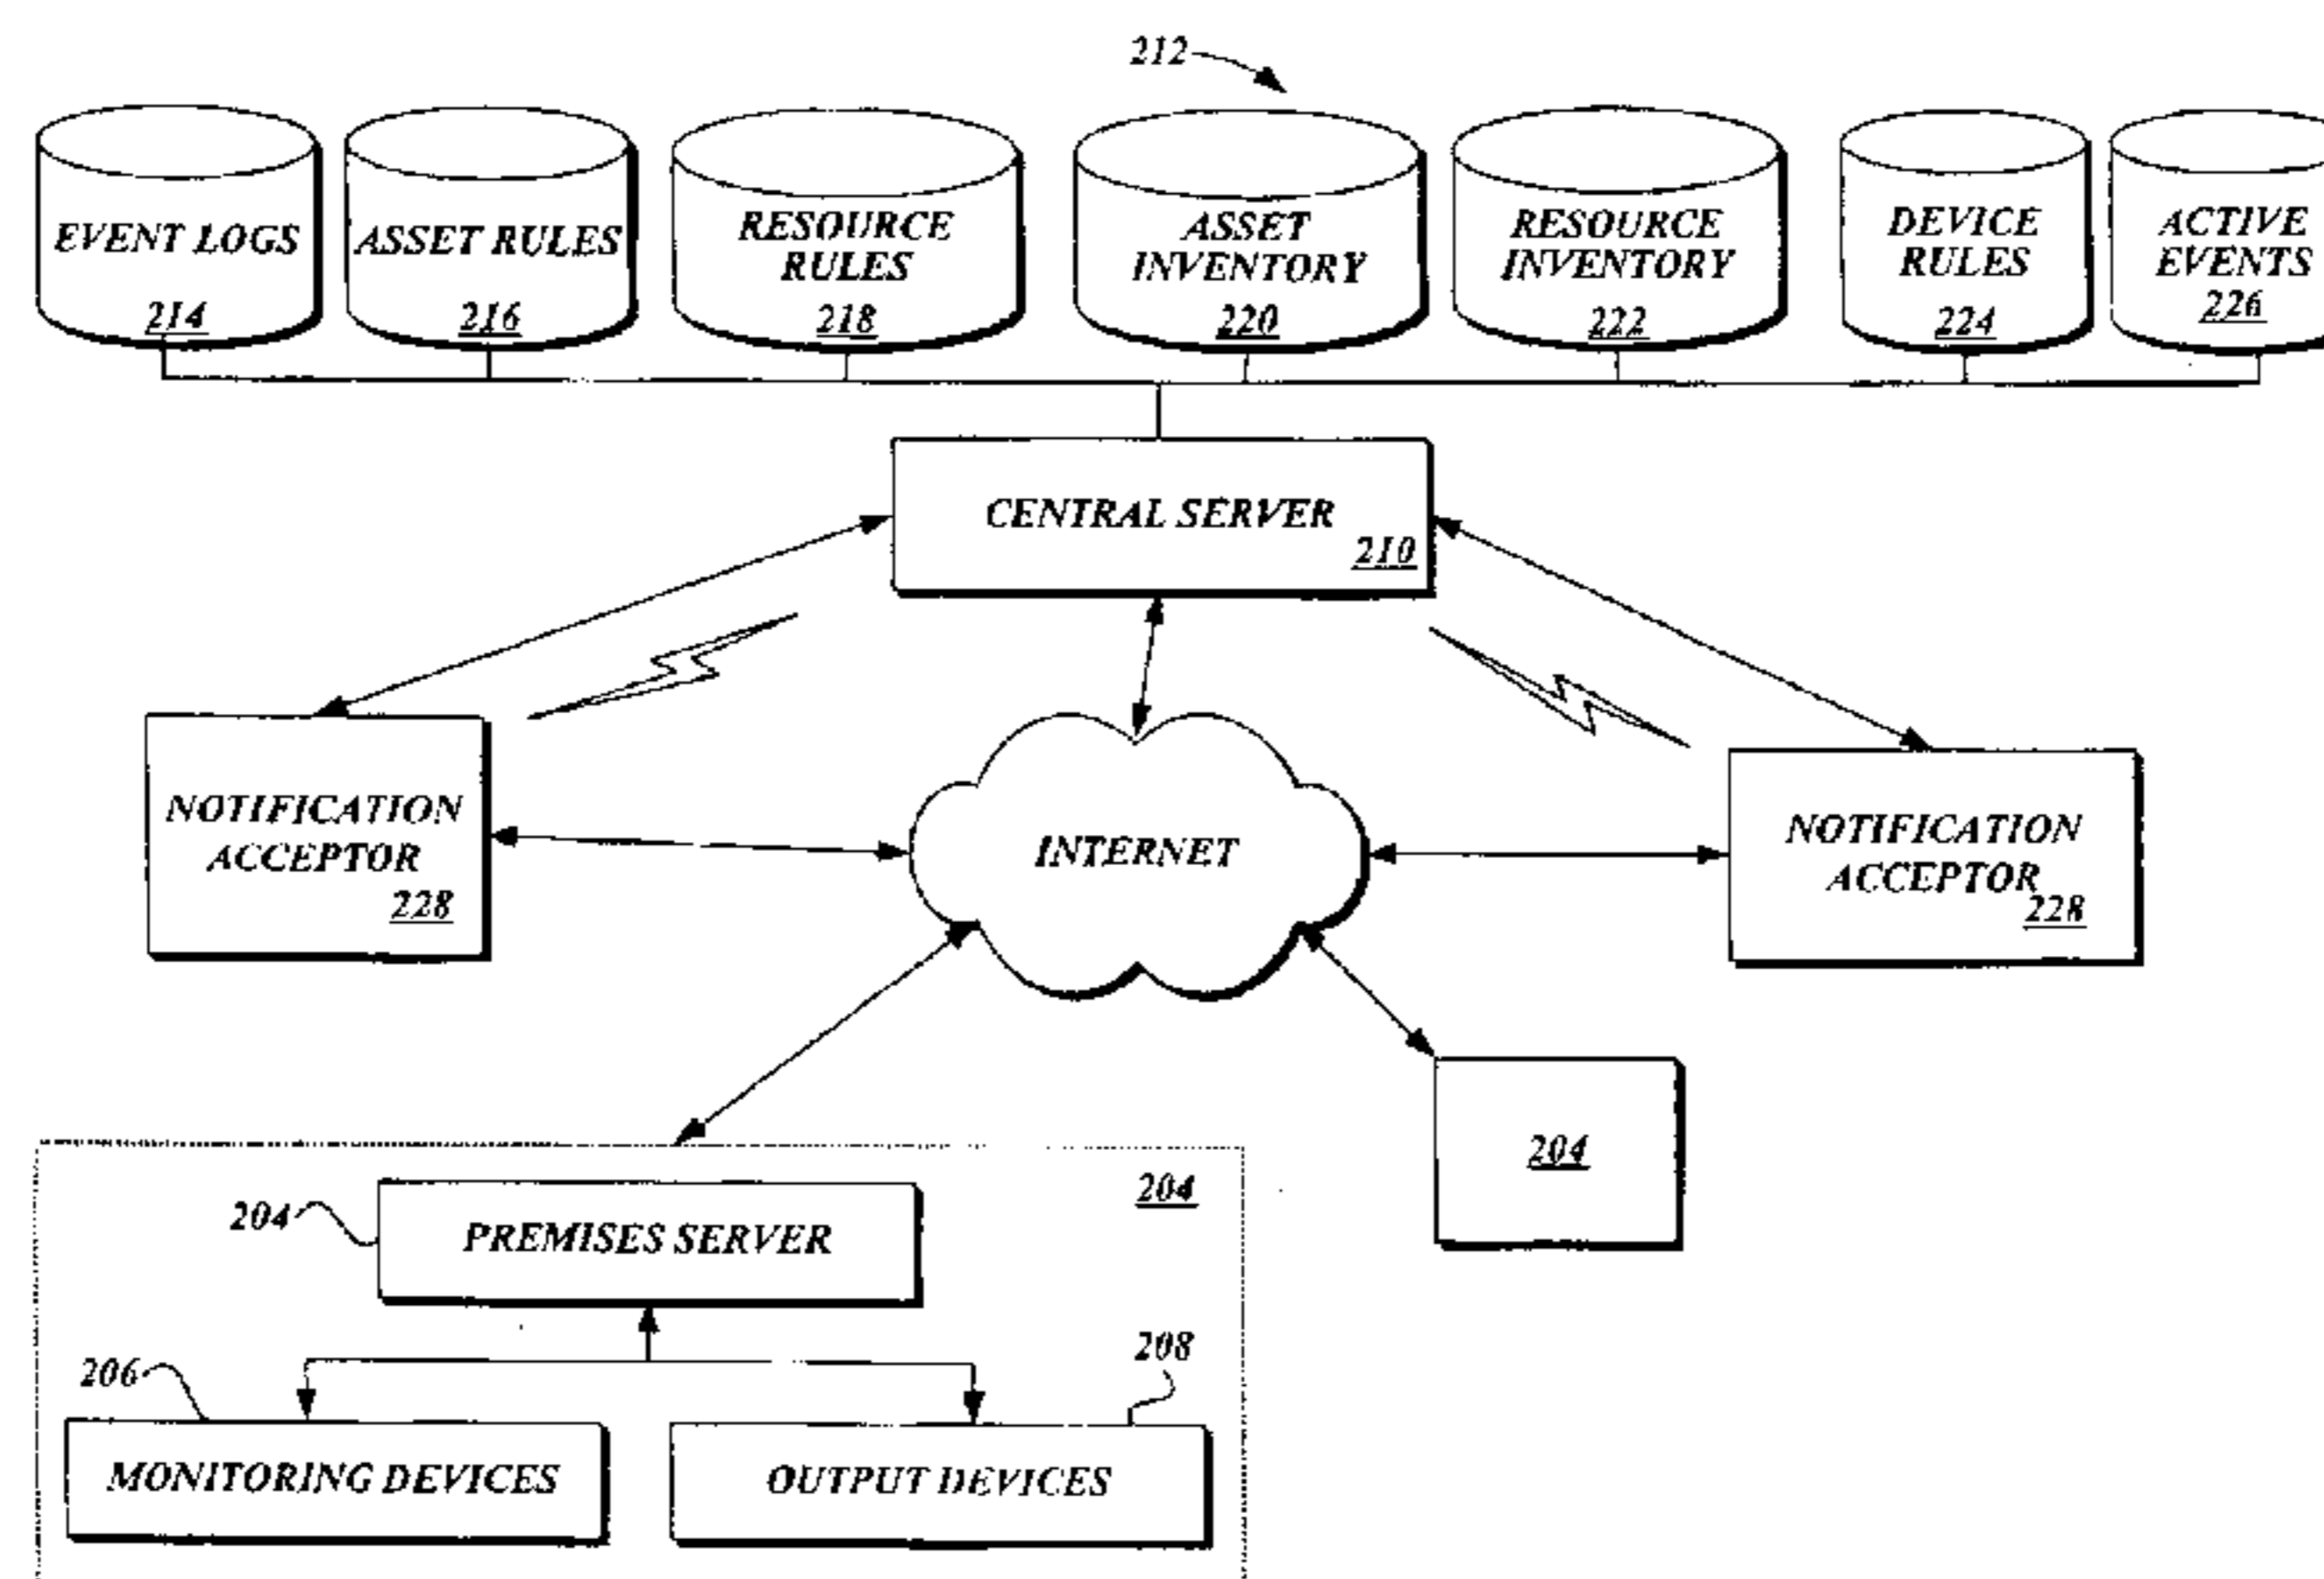 212
EVENT LOGS
214
ASSET RULES
216
RESOURCE
RULES
218
ASSET
INVENTORY
220
RESOURCE
INVENTORY
222
DEVICE
RULES
224
ACTIVE
EVENTS
226
CENTRAL SERVER
210
NOTIFICATION
ACCEPTOR
228
INTERNET
NOTIFICATION
ACCEPTOR
228
204
204
204
PREMISES SERVER
206
208
MONITORING DEVICES
OUTPUT DEVICES